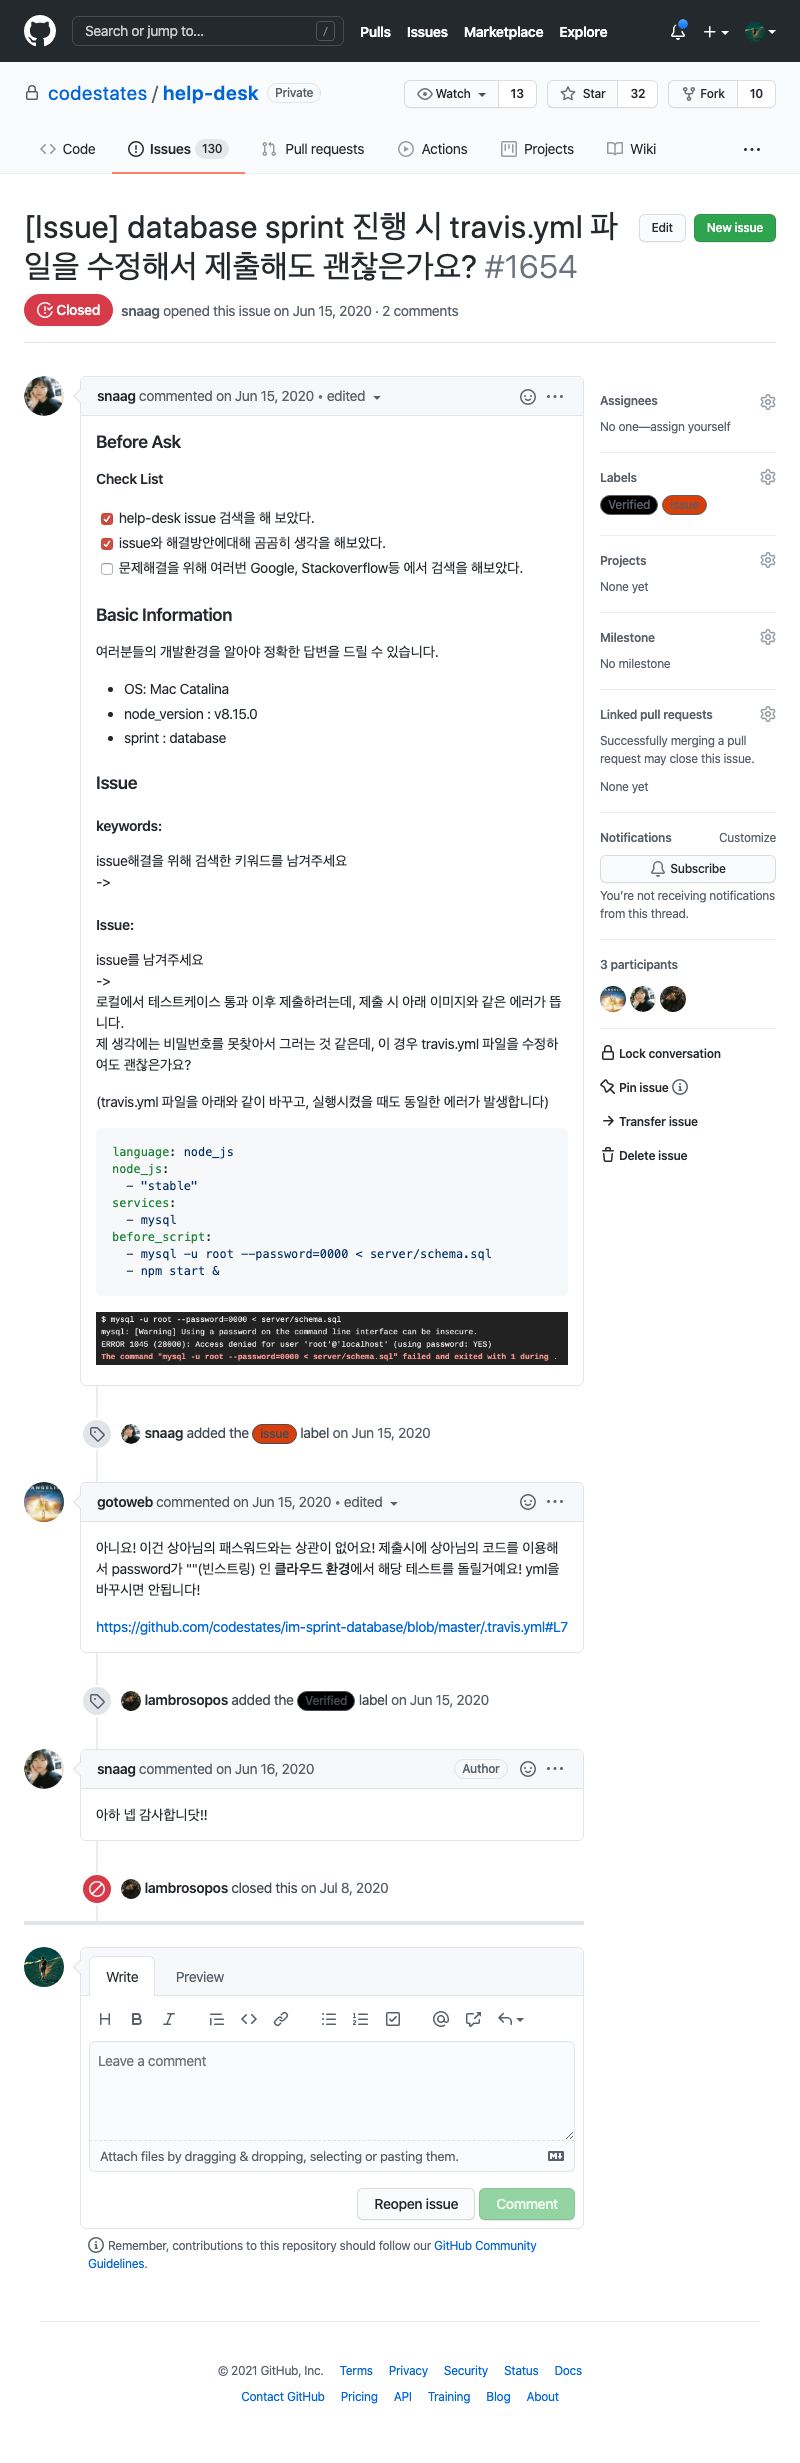 Search or jump to... /
Pulls Issues Marketplace Explore
codestates / help-desk Private
Watch 13 Star 32 Fork 10
Code Issues 130 Pull requests Actions Projects Wiki
[Issue] database sprint 진행 시 travis.yml 파
일을 수정해서 제출해도 괜찮은가요? #1654
Edit New issue
Closed snaag opened this issue on Jun 15, 2020 · 2 comments
snaag commented on Jun 15, 2020 • edited
Before Ask
Check List
help-desk issue 검색을 해 보았다.
issue와 해결방안에대해 곰곰히 생각을 해보았다.
문제해결을 위해 여러번 Google, Stackoverflow등 에서 검색을 해보았다.
Basic Information
여러분들의 개발환경을 알아야 정확한 답변을 드릴 수 있습니다.
OS: Mac Catalina
node_version : v8.15.0
sprint : database
Issue
keywords:
issue해결을 위해 검색한 키워드를 남겨주세요
->
Issue:
issue를 남겨주세요
->
로컬에서 테스트케이스 통과 이후 제출하려는데, 제출 시 아래 이미지와 같은 에러가 뜹
니다.
제 생각에는 비밀번호를 못찾아서 그러는 것 같은데, 이 경우 travis.yml 파일을 수정하
여도 괜찮은가요?
(travis.yml 파일을 아래와 같이 바꾸고, 실행시켰을 때도 동일한 에러가 발생합니다)
language: node_js
node_js:
- "stable"
services:
- mysql
before_script:
- mysql -u root --password=0000 < server/schema.sql
- npm start &
$ mysql -u root --password=0000 < server/schema.sql
mysql: [Warning] Using a password on the command line interface can be insecure.
ERROR 1045 (28000): Access denied for user 'root'@'localhost' (using password: YES)
The command "mysql -u root --password=0000 < server/schema.sql" failed and exited with 1 during .
Assignees
No one—assign yourself
Labels
Verified issue
Projects
None yet
Milestone
No milestone
Linked pull requests
Successfully merging a pull
request may close this issue.
None yet
Notifications Customize
Subscribe
You're not receiving notifications
from this thread.
3 participants
Lock conversation
Pin issue
Transfer issue
Delete issue
snaag added the issue label on Jun 15, 2020
gotoweb commented on Jun 15, 2020 • edited
아니요! 이건 상아님의 패스워드와는 상관이 없어요! 제출시에 상아님의 코드를 이용해
서 password가 ""(빈스트링) 인 클라우드 환경에서 해당 테스트를 돌릴거예요! yml을
바꾸시면 안됩니다!
https://github.com/codestates/im-sprint-database/blob/master/.travis.yml#L7
lambrosopos added the Verified label on Jun 15, 2020
snaag commented on Jun 16, 2020 Author
아하 넵 감사합니닷!!
lambrosopos closed this on Jul 8, 2020
Write Preview
Leave a comment
Attach files by dragging & dropping, selecting or pasting them.
Reopen issue Comment
Remember, contributions to this repository should follow our GitHub Community
Guidelines.
© 2021 GitHub, Inc. Terms Privacy Security Status Docs
Contact GitHub Pricing API Training Blog About